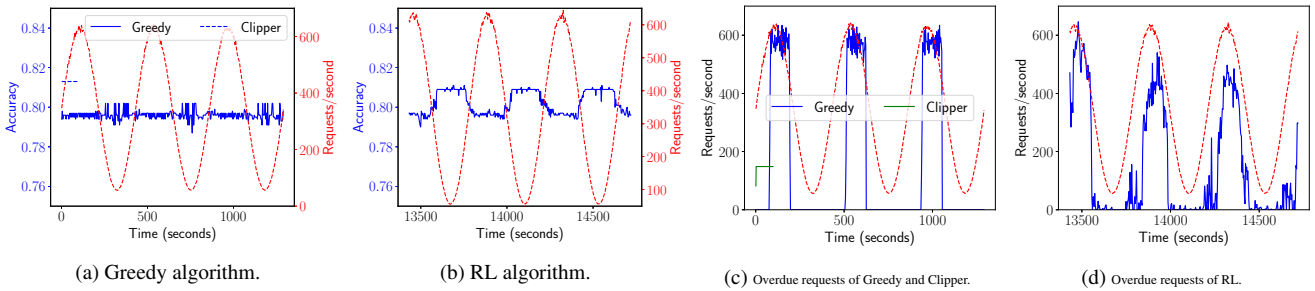 0.84
0.82
0.80
0.78
0.76
Accuracy
Greedy
Clipper
600
400
200
0
Requests/second
0
500
1000
Time (seconds)
(a) Greedy algorithm.
0.84
0.82
0.80
0.78
0.76
Accuracy
600
500
400
300
200
100
Requests/second
13500
14000
14500
Time (seconds)
(b) RL algorithm.
600
400
200
0
Requests/second
Greedy
Clipper
0
500
1000
Time (seconds)
(c) Overdue requests of Greedy and Clipper.
600
400
200
0
Requests/second
13500
14000
14500
Time (seconds)
(d) Overdue requests of RL.